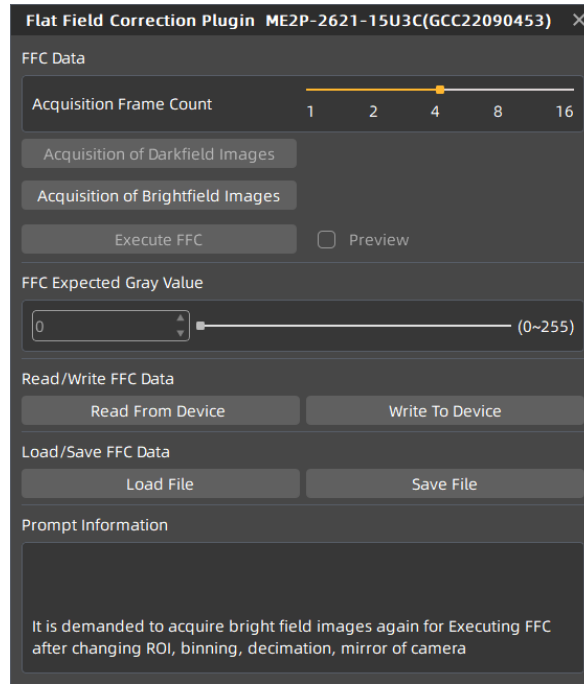 Flat Field Correction Plugin ME2P-2621-15U3C(GCC22090453)
FFC Data
Acquisition Frame Count
1 2 4 8 16
Acquisition of Darkfield Images
Acquisition of Brightfield Images
Execute FFC Preview
FFC Expected Gray Value
0 (0~255)
Read/Write FFC Data
Read From Device Write To Device
Load/Save FFC Data
Load File Save File
Prompt Information
It is demanded to acquire bright field images again for Executing FFC
after changing ROI, binning, decimation, mirror of camera